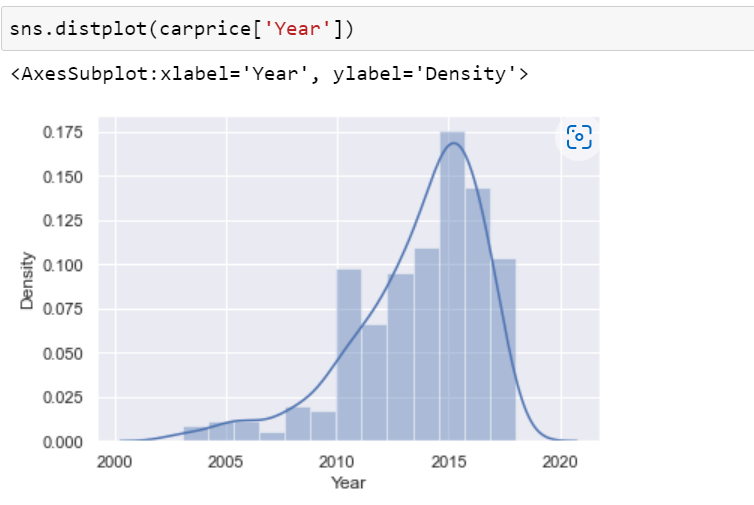 sns.distplot(carprice['Year'])
<AxesSubplot:xlabel='Year', ylabel='Density'>
0.175
0.150
0.125
0.100
0.075
0.050
0.025
0.000
Density
2000 2005 2010 2015 2020
Year